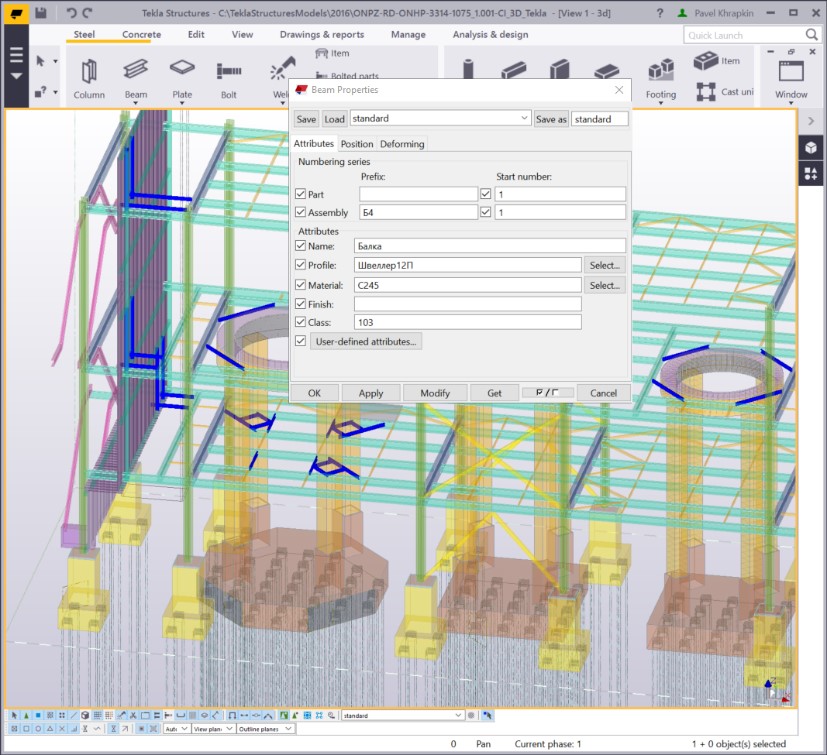 Tekla Structures - C:\TeklaStructuresModels\2016\ONPZ-RD-ONHP-3314-1075_1.001-CI_3D_Tekla - [View 1 - 3d]
? Pavel Khrapkin
Steel Concrete Edit View Drawings & reports Manage Analysis & design
Quick Launch
Item
Bolted parts
Item
Cast uni
Column Beam Plate Bolt We Footing Window
Beam Properties
Save Load standard Save as standard
Attributes Position Deforming
Numbering series
Prefix: Start number:
Part 1
Assembly Б4 1
Attributes
Name: Балка
Profile: Швеллер12П Select...
Material: C245 Select...
Finish:
Class: 103
User-defined attributes...
OK Apply Modify Get / Cancel
standard
Auto View plan Outline planes
0 Pan Current phase: 1 1 + 0 object(s) selected